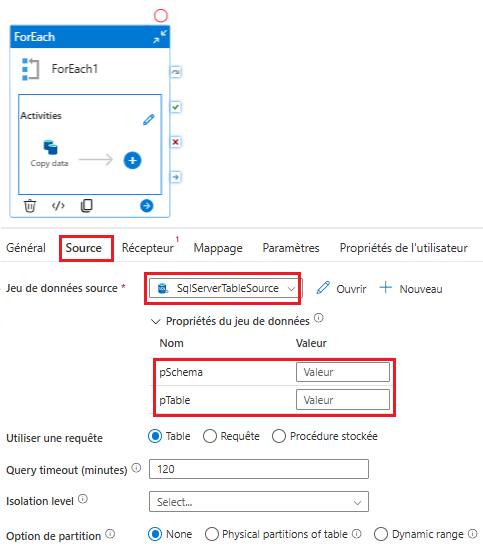 ForEach
ForEach1
Activities
Copy data
Général Source Récepteur 1 Mappage Paramètres Propriétés de l'utilisateur
Jeu de données source * SqlServerTableSource Ouvrir Nouveau
Propriétés du jeu de données
Nom Valeur
pSchema Valeur
pTable Valeur
Utiliser une requête Table Requête Procédure stockée
Query timeout (minutes) 120
Isolation level Select...
Option de partition None Physical partitions of table Dynamic range